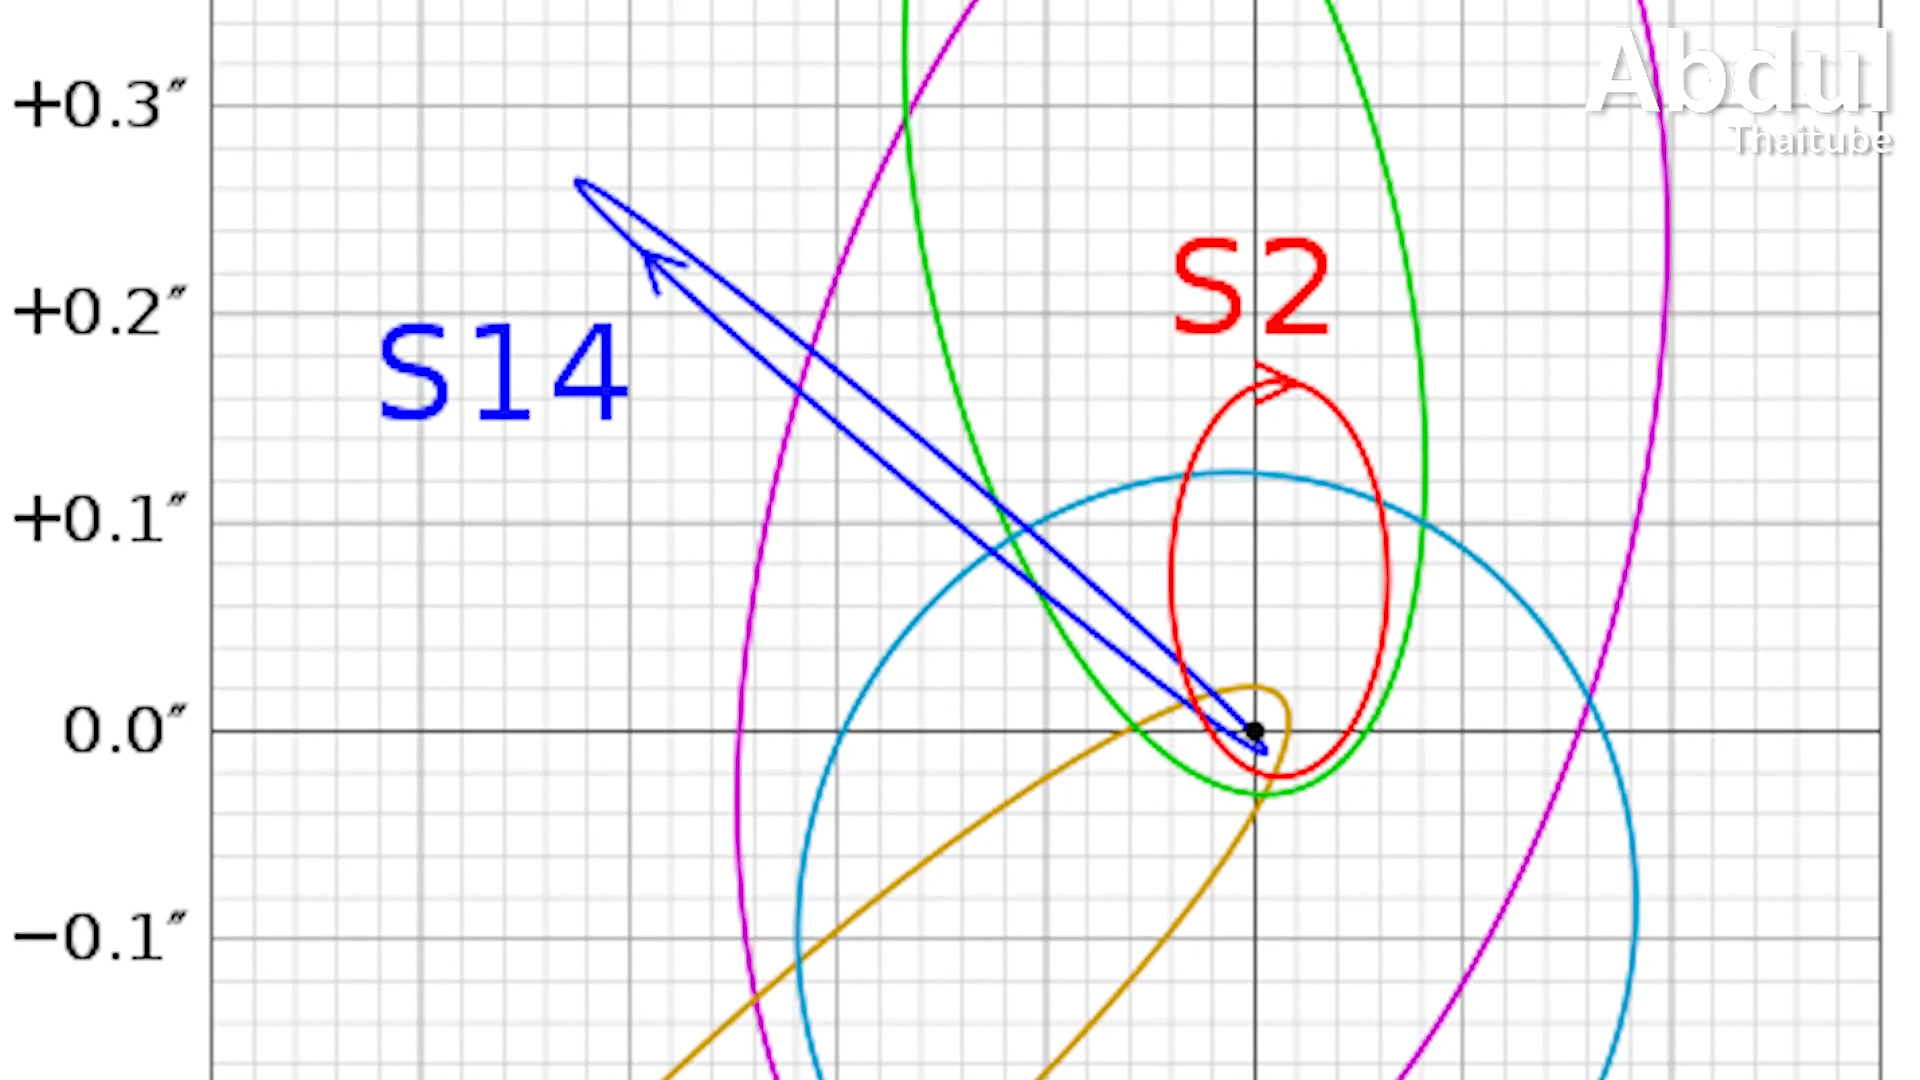 Abdul
Thaitube
+0.3″
+0.2″
S2
S14
+0.1″
0.0″
−0.1″